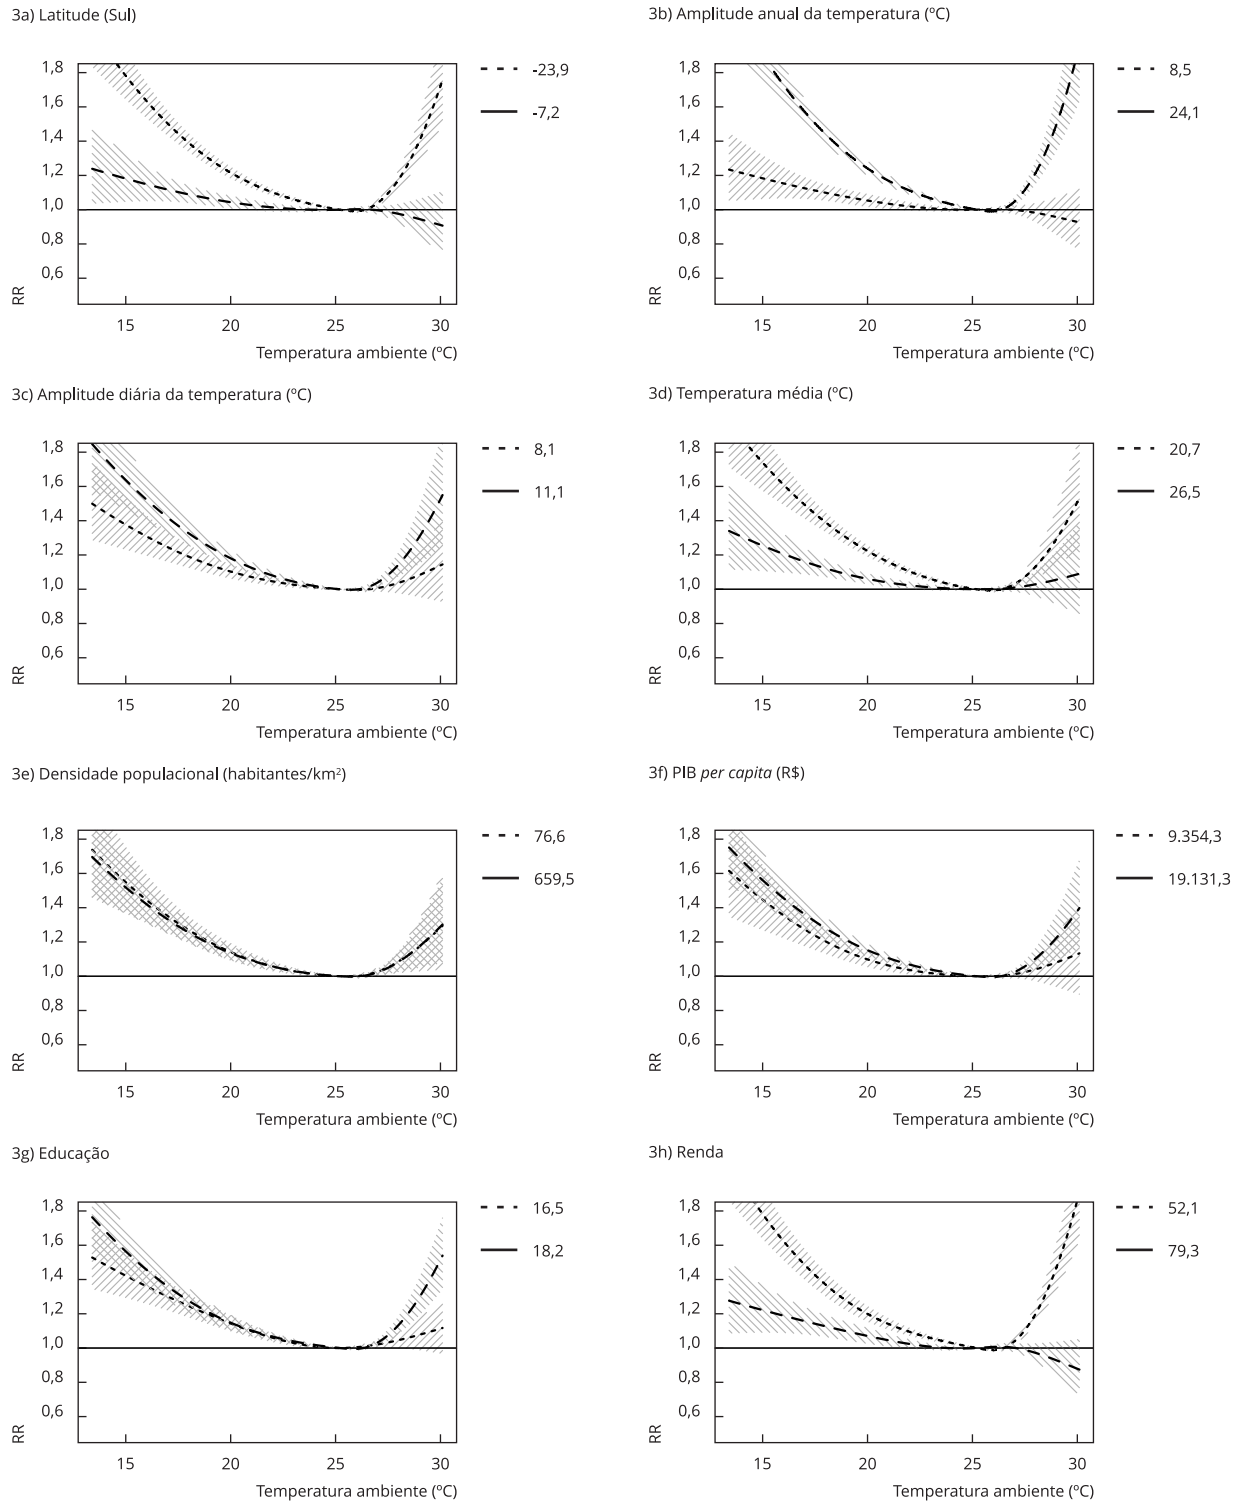 3a) Latitude (Sul)
1,8
1,6
1,4
1,2
1,0
0,8
0,6
RR
15 20 25 30
Temperatura ambiente (ºC)
-23,9
-7,2
3b) Amplitude anual da temperatura (ºC)
1,8
1,6
1,4
1,2
1,0
0,8
0,6
RR
15 20 25 30
Temperatura ambiente (ºC)
8,5
24,1
3c) Amplitude diária da temperatura (ºC)
1,8
1,6
1,4
1,2
1,0
0,8
0,6
RR
15 20 25 30
Temperatura ambiente (ºC)
8,1
11,1
3d) Temperatura média (ºC)
1,8
1,6
1,4
1,2
1,0
0,8
0,6
RR
15 20 25 30
Temperatura ambiente (ºC)
20,7
26,5
3e) Densidade populacional (habitantes/km²)
1,8
1,6
1,4
1,2
1,0
0,8
0,6
RR
15 20 25 30
Temperatura ambiente (ºC)
76,6
659,5
3f) PIB per capita (R$)
1,8
1,6
1,4
1,2
1,0
0,8
0,6
RR
15 20 25 30
Temperatura ambiente (ºC)
9.354,3
19.131,3
3g) Educação
1,8
1,6
1,4
1,2
1,0
0,8
0,6
RR
15 20 25 30
Temperatura ambiente (ºC)
16,5
18,2
3h) Renda
1,8
1,6
1,4
1,2
1,0
0,8
0,6
RR
15 20 25 30
Temperatura ambiente (ºC)
52,1
79,3